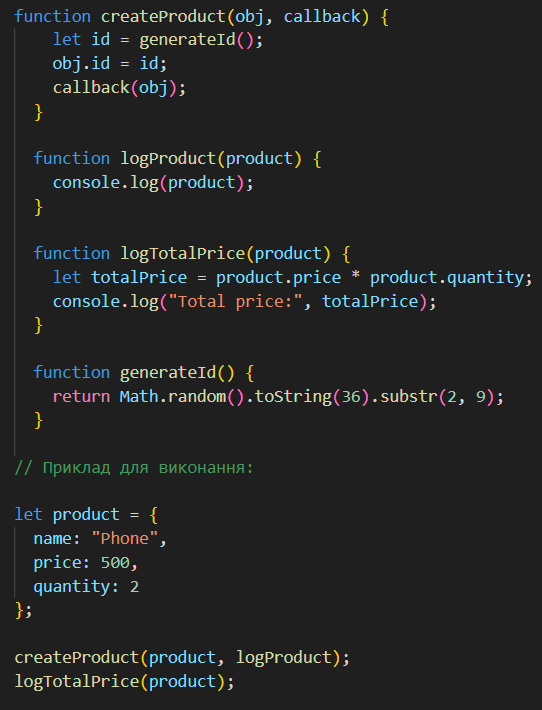 function createProduct(obj, callback) {
    let id = generateId();
    obj.id = id;
    callback(obj);
  }

  function logProduct(product) {
    console.log(product);
  }

  function logTotalPrice(product) {
    let totalPrice = product.price * product.quantity;
    console.log("Total price:", totalPrice);
  }

  function generateId() {
    return Math.random().toString(36).substr(2, 9);
  }

// Приклад для виконання:

let product = {
  name: "Phone",
  price: 500,
  quantity: 2
};

createProduct(product, logProduct);
logTotalPrice(product);